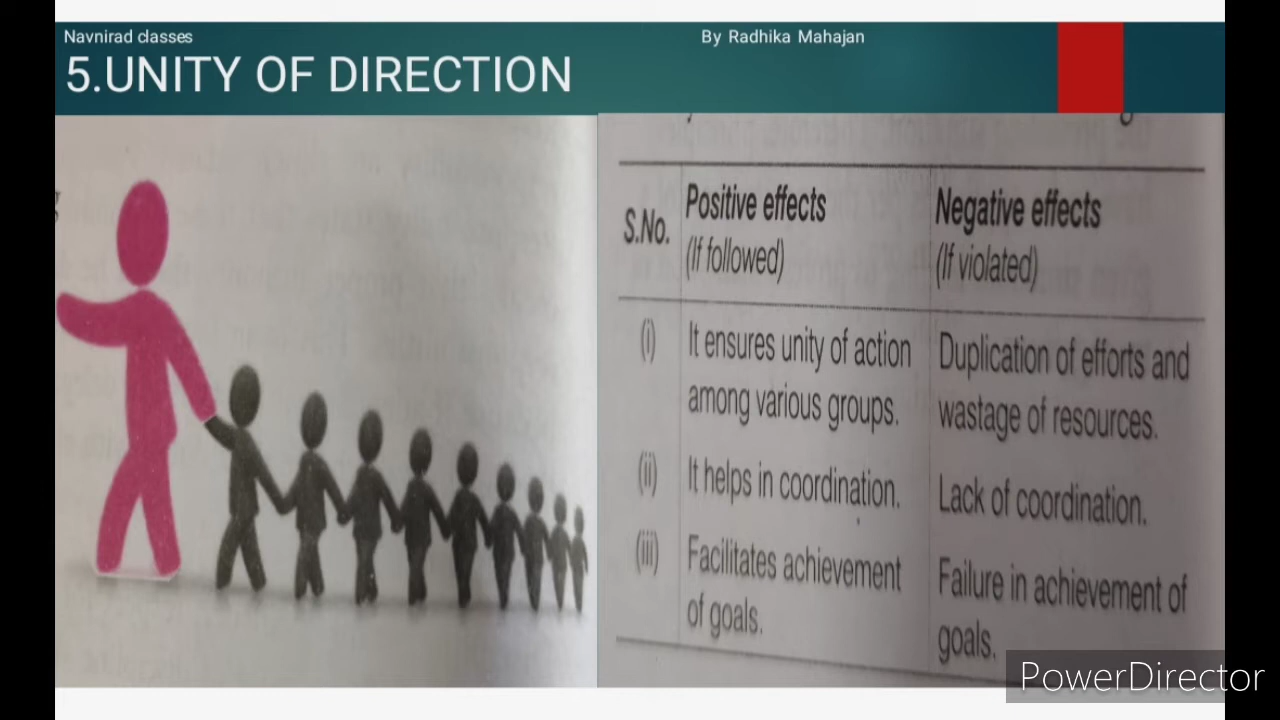 Navnirad classes
By Radhika Mahajan
5.UNITY OF DIRECTION
S.No.
Positive effects
(If followed)
Negative effects
(If violated)
(i)
It ensures unity of action
among various groups.
Duplication of efforts and
wastage of resources.
(ii)
It helps in coordination.
Lack of coordination.
(iii)
Facilitates achievement
of goals.
Failure in achievement of
goals.
PowerDirector